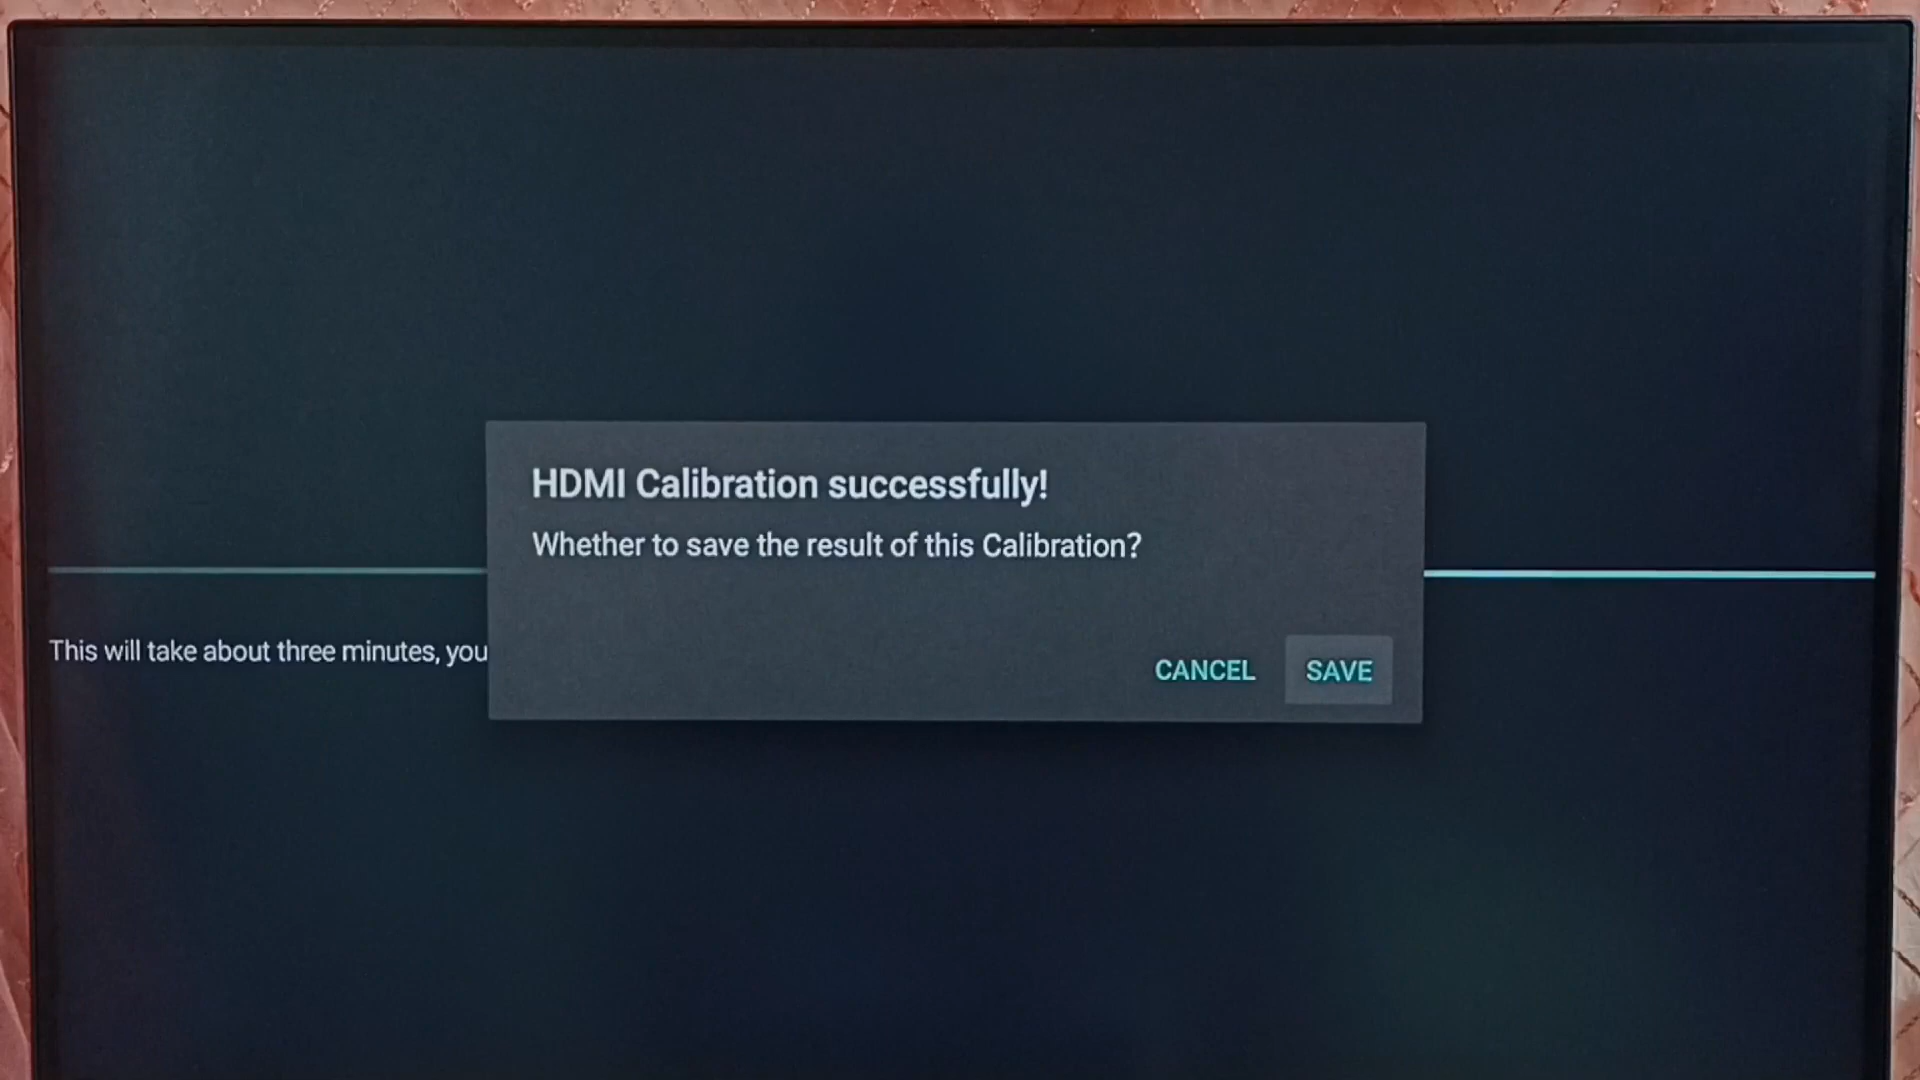 HDMI Calibration successfully!
Whether to save the result of this Calibration?
This will take about three minutes, you
CANCEL
SAVE